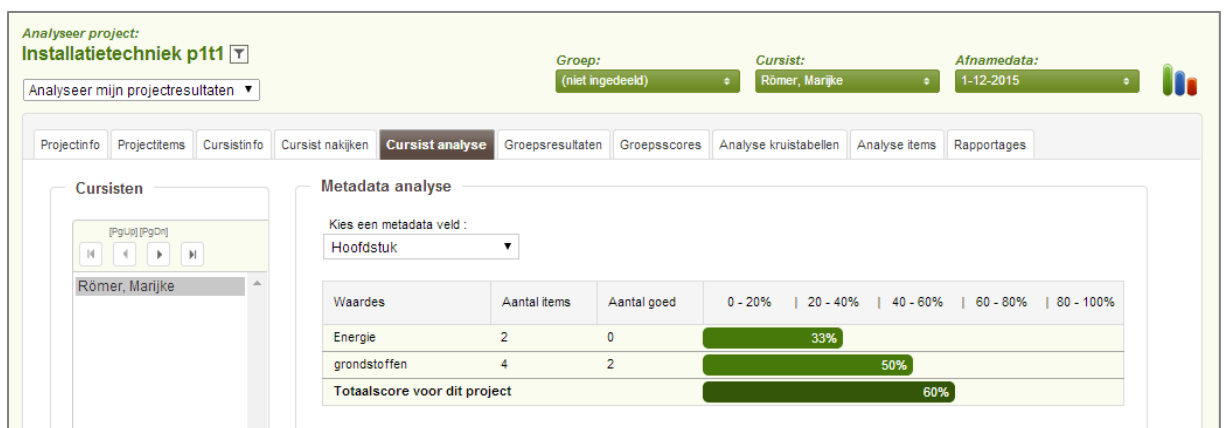 Analyseer project:
Installatietechniek p1t1
Analyseer mijn projectresultaten
Groep:
(niet ingedeeld)
Cursist:
Römer, Marijke
Afnamedata:
1-12-2015
Projectinfo Projectitems Cursistinfo Cursist nakijken Cursist analyse Groepsresultaten Groepsscores Analyse kruistabellen Analyse items Rapportages
Cursisten
[PgUp] [PgDn]
Römer, Marijke
Metadata analyse
Kies een metadata veld :
Hoofdstuk
Waardes Aantal items Aantal goed 0 - 20% | 20 - 40% | 40 - 60% | 60 - 80% | 80 - 100%
Energie 2 0 33%
grondstoffen 4 2 50%
Totaalscore voor dit project 60%